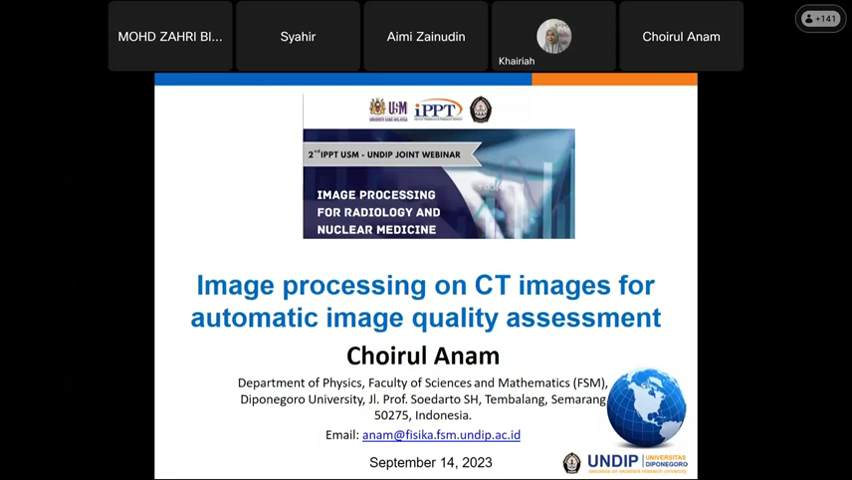 MOHD ZAHRI BI...
Syahir
Aimi Zainudin
Khairiah
Choirul Anam
+141
USM
iPPT
2nd IPPT USM - UNDIP JOINT WEBINAR
IMAGE PROCESSING
FOR RADIOLOGY AND
NUCLEAR MEDICINE
Image processing on CT images for
automatic image quality assessment
Choirul Anam
Department of Physics, Faculty of Sciences and Mathematics (FSM),
Diponegoro University, Jl. Prof. Soedarto SH, Tembalang, Semarang
50275, Indonesia.
Email: anam@fisika.fsm.undip.ac.id
September 14, 2023
UNDIP
UNIVERSITAS
DIPONEGORO